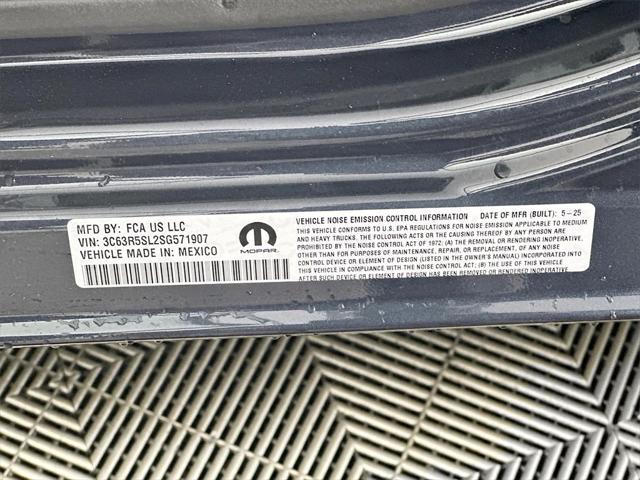 MFD BY: FCA US LLC
VIN: 3C63R5SL2SG571907
VEHICLE MADE IN: MEXICO
MOPAR
VEHICLE NOISE EMISSION CONTROL INFORMATION DATE OF MFR (BUILT): 5-25
THIS VEHICLE CONFORMS TO U.S. EPA REGULATIONS FOR NOISE EMISSION APPLICABLE TO MEDIUM
AND HEAVY TRUCKS. THE FOLLOWING ACTS OR THE CAUSING THEREOF BY ANY PERSON ARE
PROHIBITED BY THE NOISE CONTROL ACT OF 1972: (A) THE REMOVAL OR RENDERING INOPERATIVE,
OTHER THAN FOR PURPOSES OF MAINTENANCE, REPAIR, OR REPLACEMENT, OF ANY NOISE
CONTROL DEVICE OR ELEMENT OF DESIGN (LISTED IN THE OWNER'S MANUAL) INCORPORATED INTO
THIS VEHICLE IN COMPLIANCE WITH THE NOISE CONTROL ACT; (B) THE USE OF THIS VEHICLE
AFTER SUCH DEVICE OR ELEMENT OF DESIGN HAS BEEN REMOVED OR RENDERED INOPERATIVE.